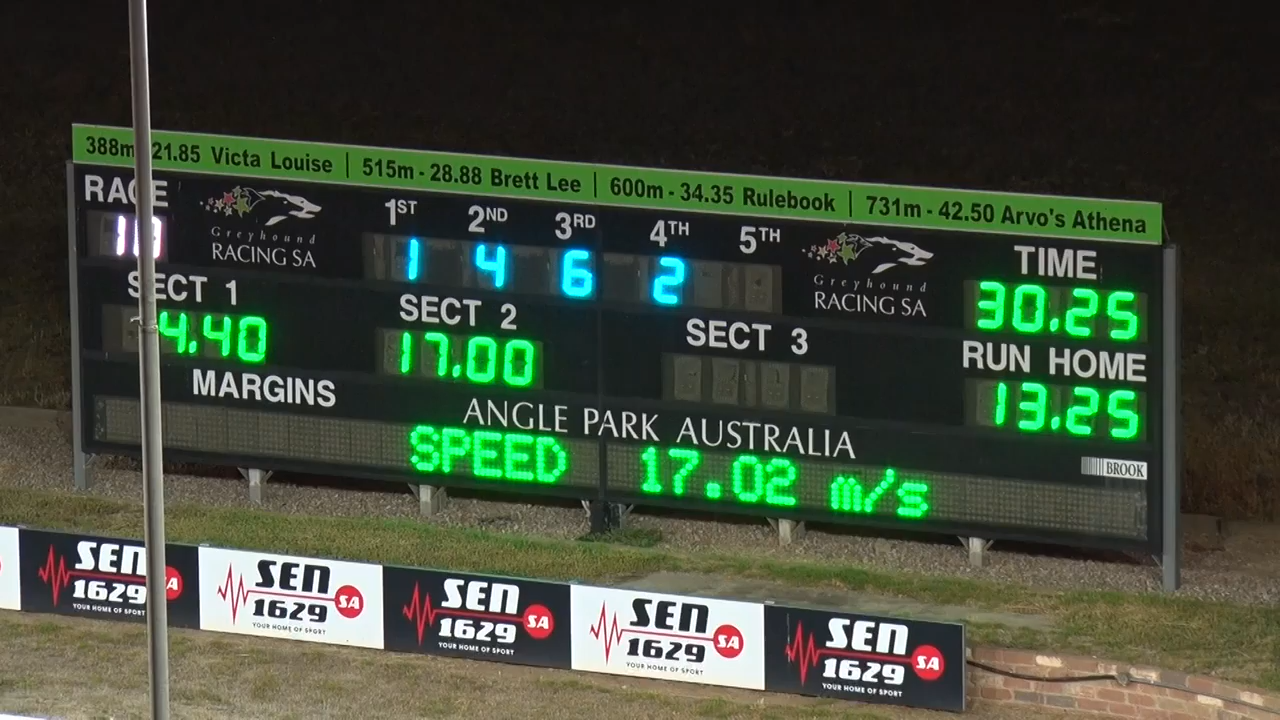 388m 21.85 Victa Louise | 515m - 28.88 Brett Lee | 600m - 34.35 Rulebook | 731m - 42.50 Arvo's Athena
RACE
Greyhound
RACING SA
1ST 2ND 3RD 4TH 5TH
1 4 6 2
Greyhound
RACING SA
TIME
30.25
SECT 1
4.40
SECT 2
17.00
SECT 3
RUN HOME
13.25
MARGINS
ANGLE PARK AUSTRALIA
SPEED 17.02 m/s
BROOK
SEN
1629 SA
YOUR HOME OF SPORT
SEN
1629 SA
YOUR HOME OF SPORT
SEN
1629 SA
YOUR HOME OF SPORT
SEN
1629 SA
YOUR HOME OF SPORT
SEN
1629 SA
YOUR HOME OF SPORT